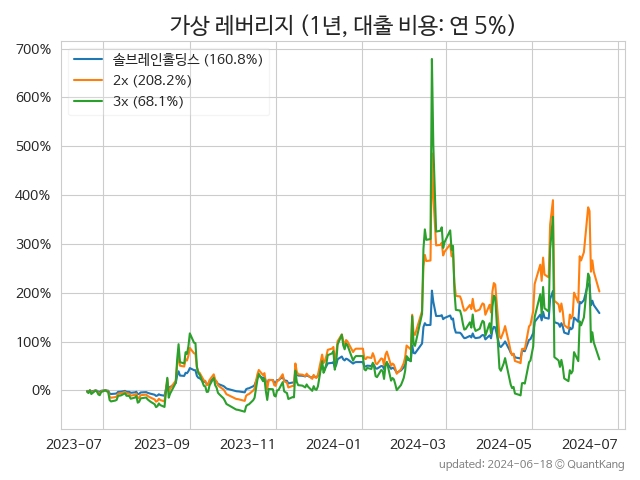 가상 레버리지 (1년, 대출 비용: 연 5%)
700%
600%
500%
400%
300%
200%
100%
0%
솔브레인홀딩스 (160.8%)
2x (208.2%)
3x (68.1%)
2023-07 2023-09 2023-11 2024-01 2024-03 2024-05 2024-07
updated: 2024-06-18 © QuantKang